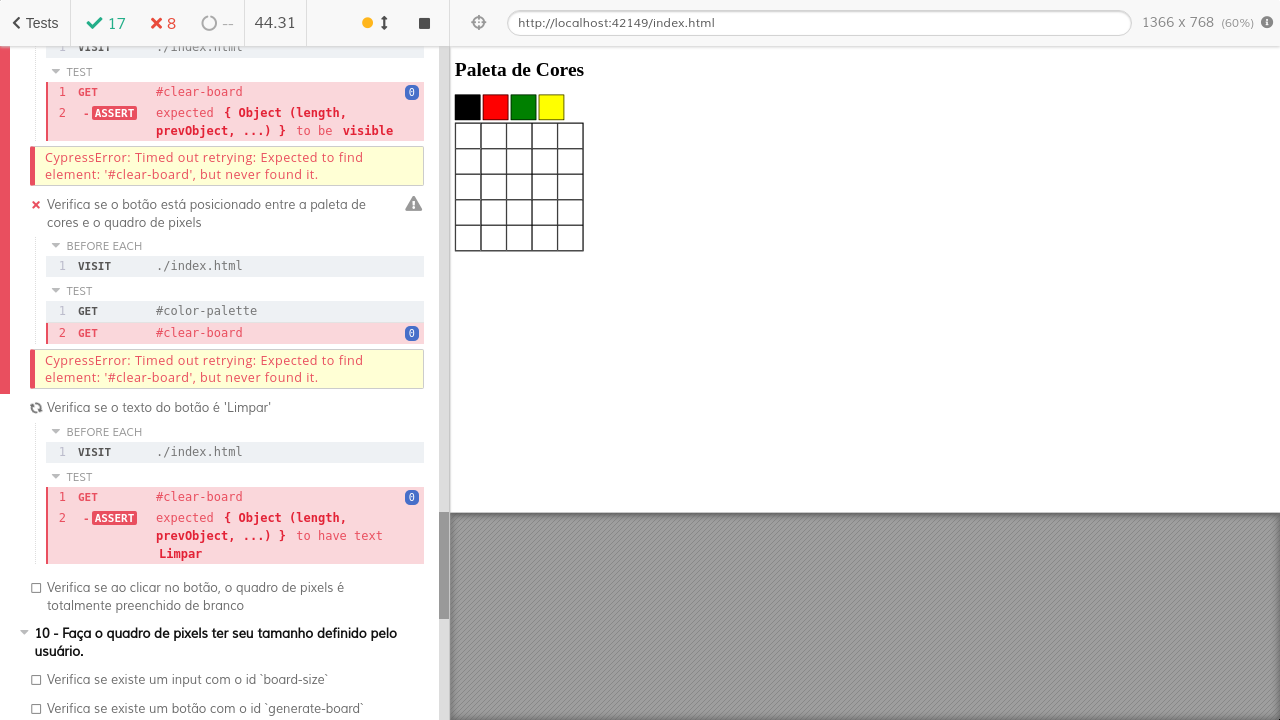 Tests 17 8 -- 44.31 http://localhost:42149/index.html 1366 x 768 (60%)
1 VISIT ./index.html
TEST
1 GET #clear-board 0
2 -ASSERT expected { Object (length,
prevObject, ...) } to be visible
CypressError: Timed out retrying: Expected to find
element: '#clear-board', but never found it.
Verifica se o botão está posicionado entre a paleta de
cores e o quadro de pixels
BEFORE EACH
1 VISIT ./index.html
TEST
1 GET #color-palette
2 GET #clear-board 0
CypressError: Timed out retrying: Expected to find
element: '#clear-board', but never found it.
Verifica se o texto do botão é 'Limpar'
BEFORE EACH
1 VISIT ./index.html
TEST
1 GET #clear-board 0
2 -ASSERT expected { Object (length,
prevObject, ...) } to have text
Limpar
Verifica se ao clicar no botão, o quadro de pixels é
totalmente preenchido de branco
10 - Faça o quadro de pixels ter seu tamanho definido pelo
usuário.
Verifica se existe um input com o id `board-size`
Verifica se existe um botão com o id `generate-board`
Paleta de Cores